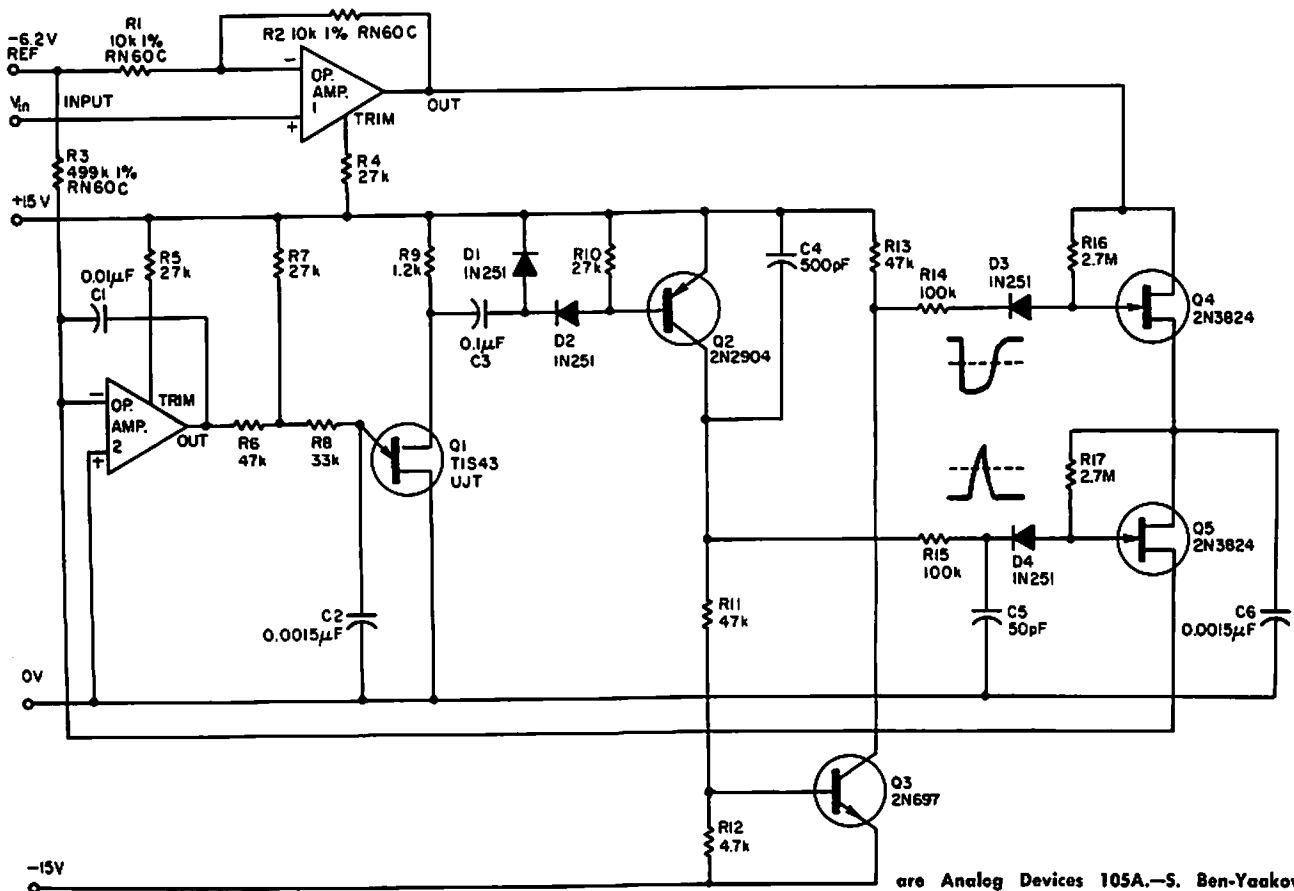 R1
10k 1%
RN60C
R2 10k 1% RN60C
-6.2V
REF
Vin
INPUT
-
OP.
AMP.
1
+
OUT
TRIM
R3
499k 1%
RN60C
R4
27k
+15V
R5
27k
R7
27k
R9
1.2k
D1
1N251
R10
27k
C4
500pF
R13
47k
R14
100k
D3
1N251
R16
2.7M
Q4
2N3824
0.01µF
C1
0.1µF
C3
D2
1N251
Q2
2N2904
-
OP.
AMP.
2
+
TRIM
OUT
R6
47k
R8
33k
Q1
TIS43
UJT
R17
2.7M
Q5
2N3824
R15
100k
D4
1N251
C2
0.0015µF
R11
47k
C5
50pF
C6
0.0015µF
0V
Q3
2N697
R12
4.7k
-15V
are Analog Devices 105A.—S. Ben-Yaakov